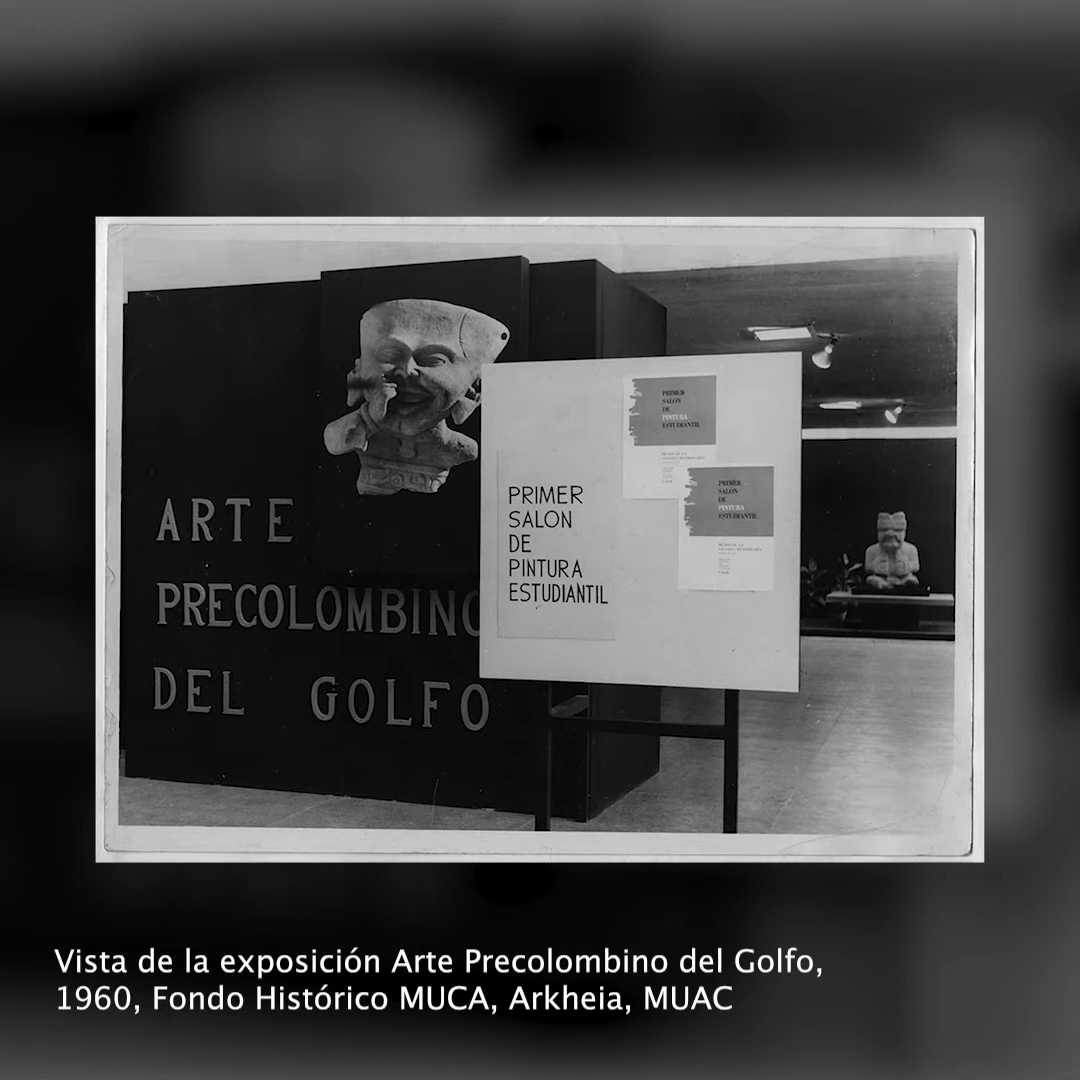 ARTE
PRECOLOMBINO
DEL GOLFO
PRIMER
SALON
DE
PINTURA
ESTUDIANTIL
PRIMER
SALON
DE
PINTURA
ESTUDIANTIL
PRIMER
SALON
DE
PINTURA
ESTUDIANTIL
Vista de la exposición Arte Precolombino del Golfo,
1960, Fondo Histórico MUCA, Arkheia, MUAC